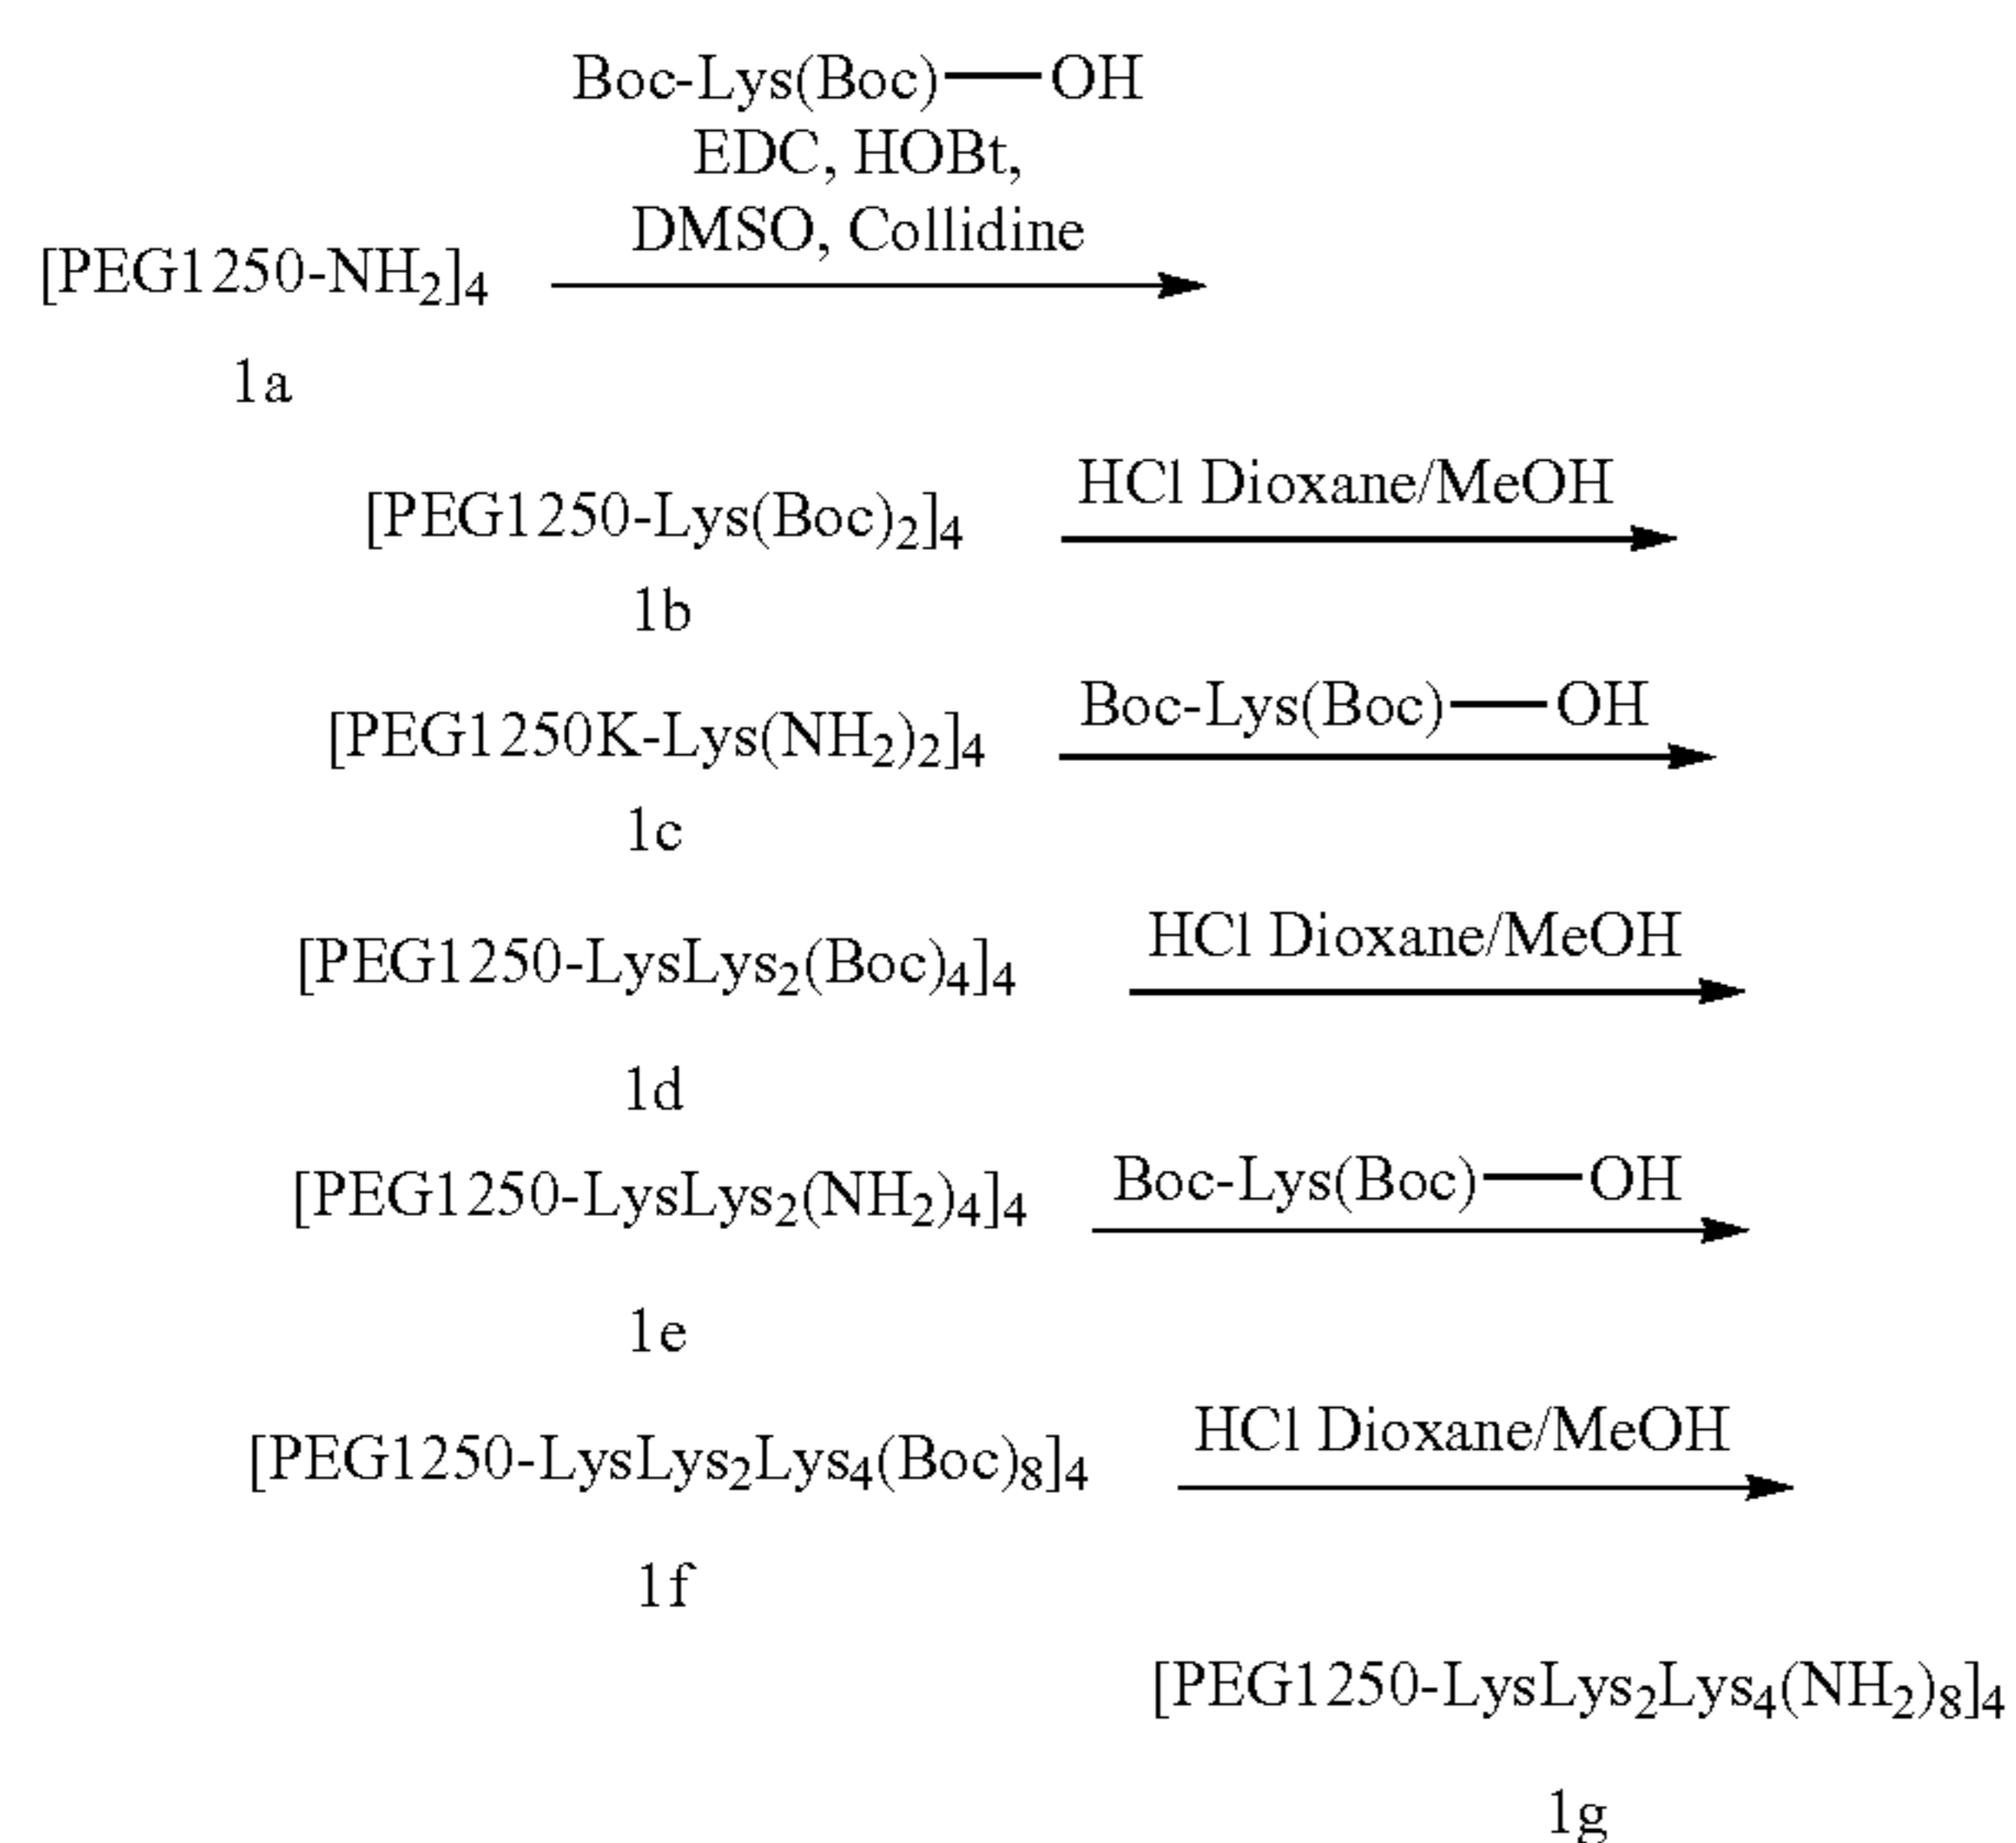 Boc-Lys(Boc)—OH
EDC, HOBt,
DMSO, Collidine
[PEG1250-NH₂]₄
1a
[PEG1250-Lys(Boc)₂]₄
HCl Dioxane/MeOH
1b
[PEG1250K-Lys(NH₂)₂]₄
Boc-Lys(Boc)—OH
1c
[PEG1250-LysLys₂(Boc)₄]₄
HCl Dioxane/MeOH
1d
[PEG1250-LysLys₂(NH₂)₄]₄
Boc-Lys(Boc)—OH
1e
[PEG1250-LysLys₂Lys₄(Boc)₈]₄
HCl Dioxane/MeOH
1f
[PEG1250-LysLys₂Lys₄(NH₂)₈]₄
1g